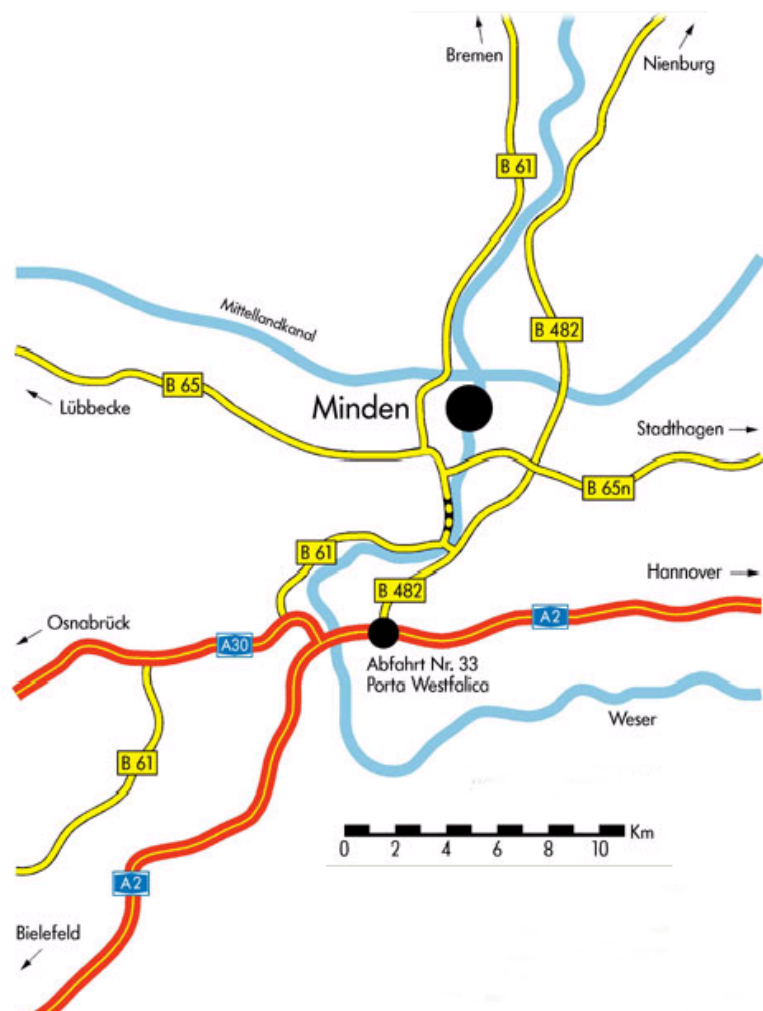 Bremen
Nienburg
B 61
Mittellandkanal
B 482
B 65
Lübbecke
Minden
Stadthagen
B 65n
B 61
B 482
Hannover
Osnabrück
A30
A2
Abfahrt Nr. 33
Porta Westfalica
Weser
B 61
Km
0 2 4 6 8 10
A2
Bielefeld